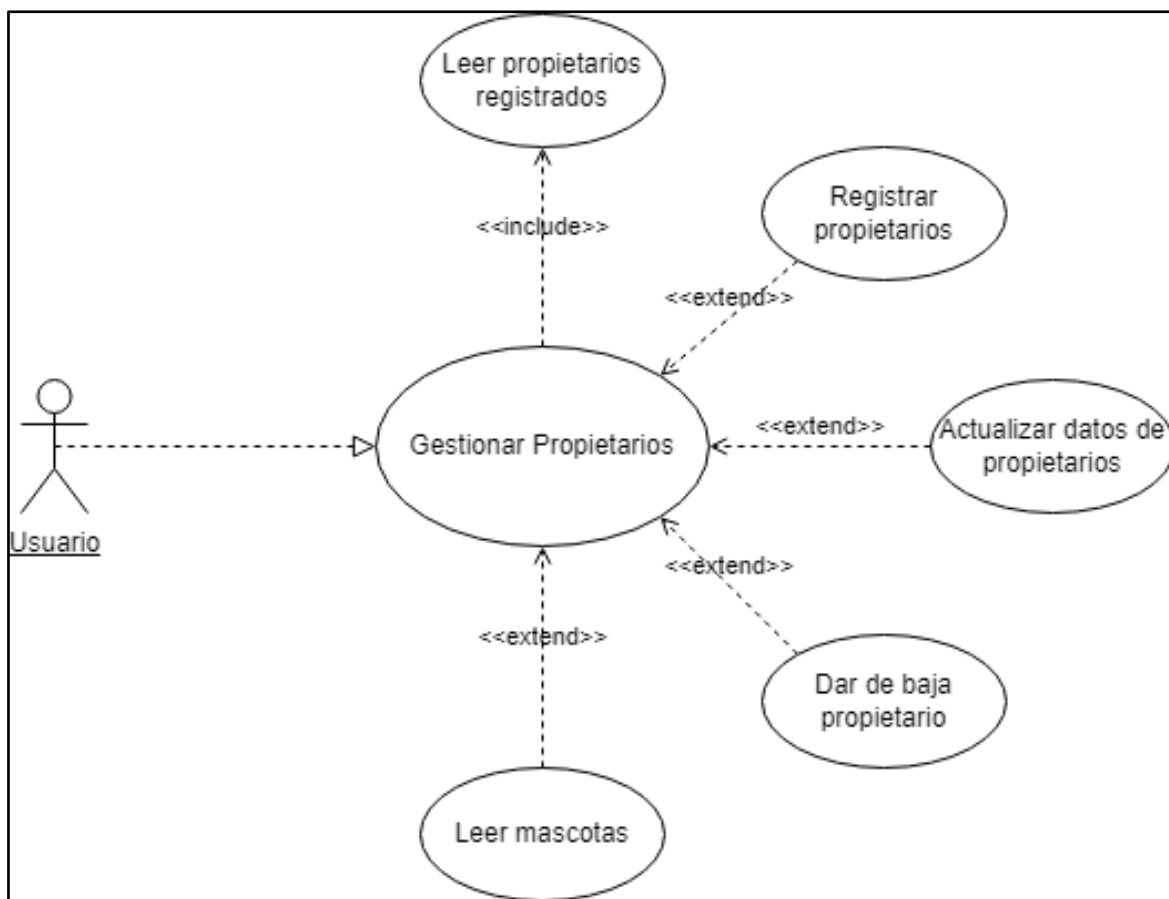 Leer propietarios
registrados
<<include>>
Registrar
propietarios
<<extend>>
Gestionar Propietarios
<<extend>>
Actualizar datos de
propietarios
Usuario
<<extend>>
<<extend>>
Dar de baja
propietario
Leer mascotas